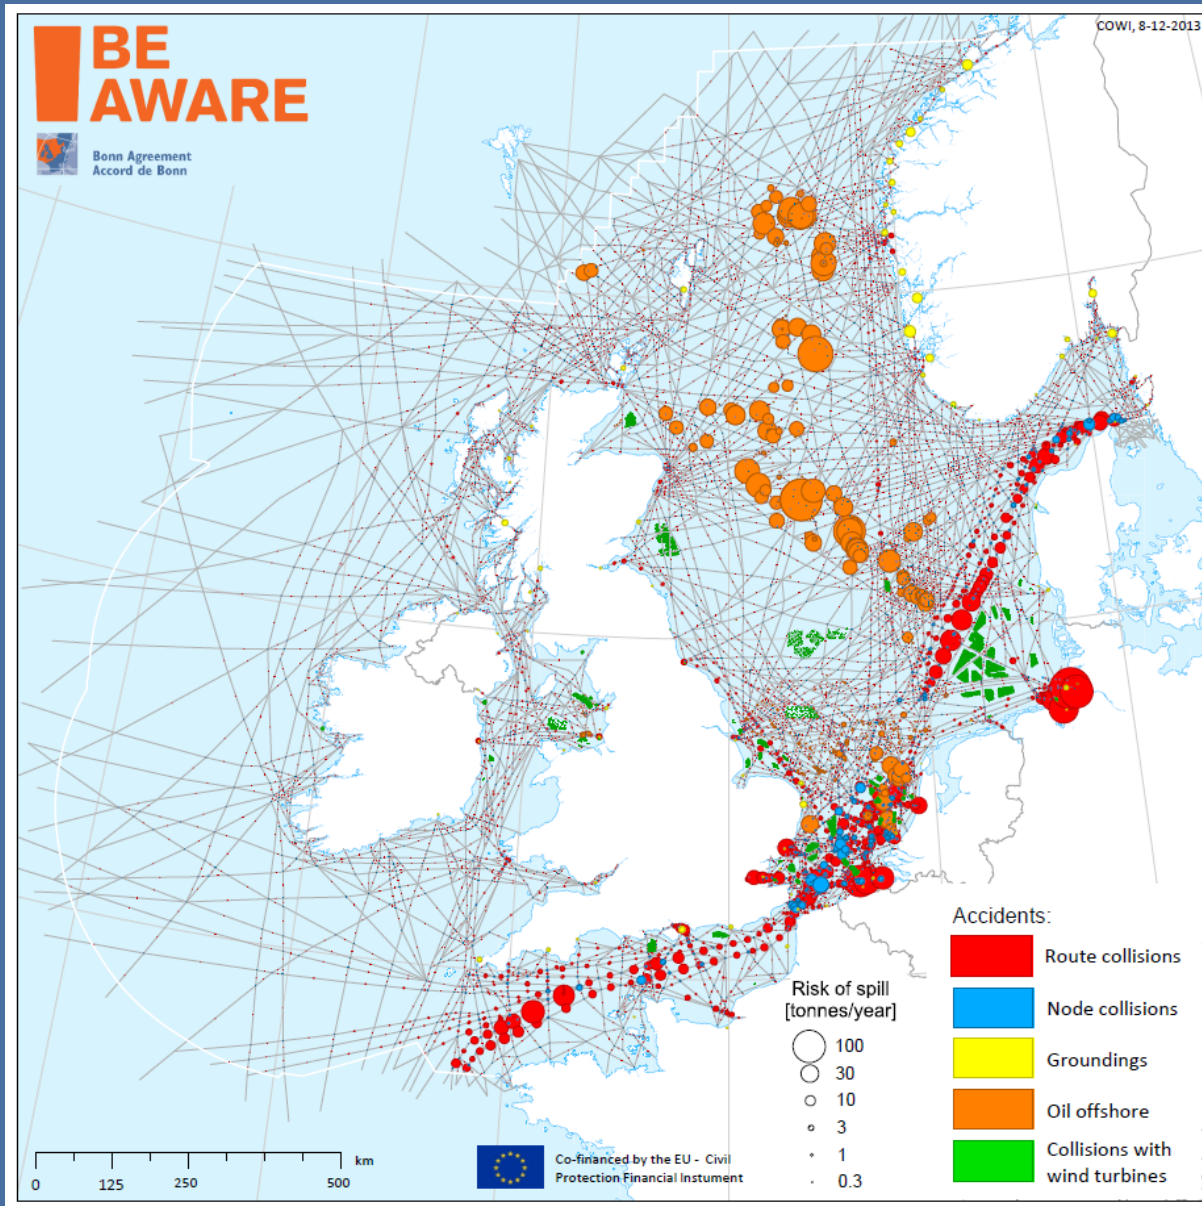 COWI, 8-12-2013
BE
AWARE
Bonn Agreement
Accord de Bonn
Accidents:
Route collisions
Node collisions
Groundings
Oil offshore
Collisions with
wind turbines
Risk of spill
[tonnes/year]
100
30
10
3
1
0.3
km
0 125 250 500
Co-financed by the EU - Civil
Protection Financial Instument